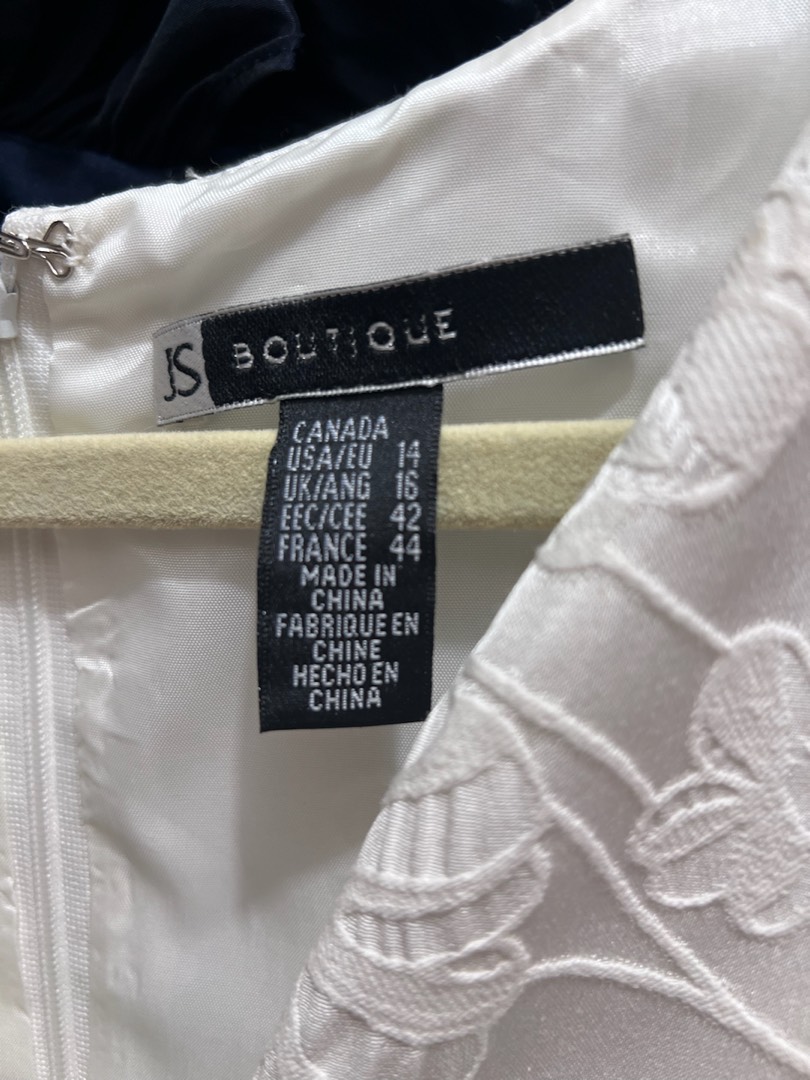 JS BOUTIQUE
CANADA
USA/EU 14
UK/ANG 16
EEC/CEE 42
FRANCE 44
MADE IN
CHINA
FABRIQUE EN
CHINE
HECHO EN
CHINA